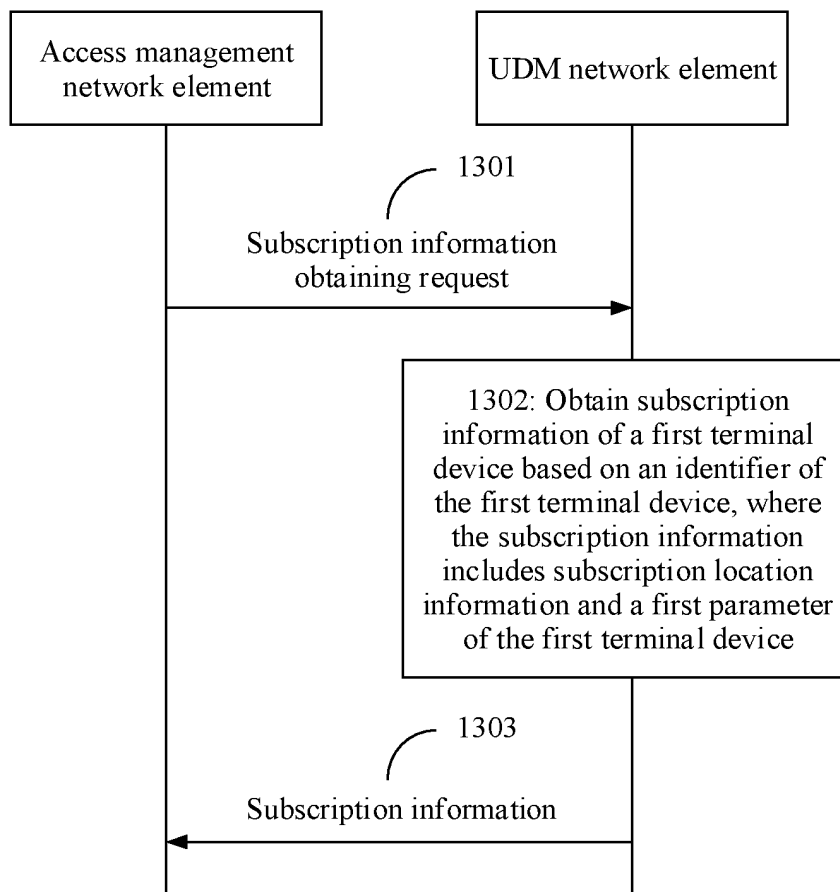 Access management
network element
UDM network element
1301
Subscription information
obtaining request
1302: Obtain subscription
information of a first terminal
device based on an identifier of
the first terminal device, where
the subscription information
includes subscription location
information and a first parameter
of the first terminal device
1303
Subscription information